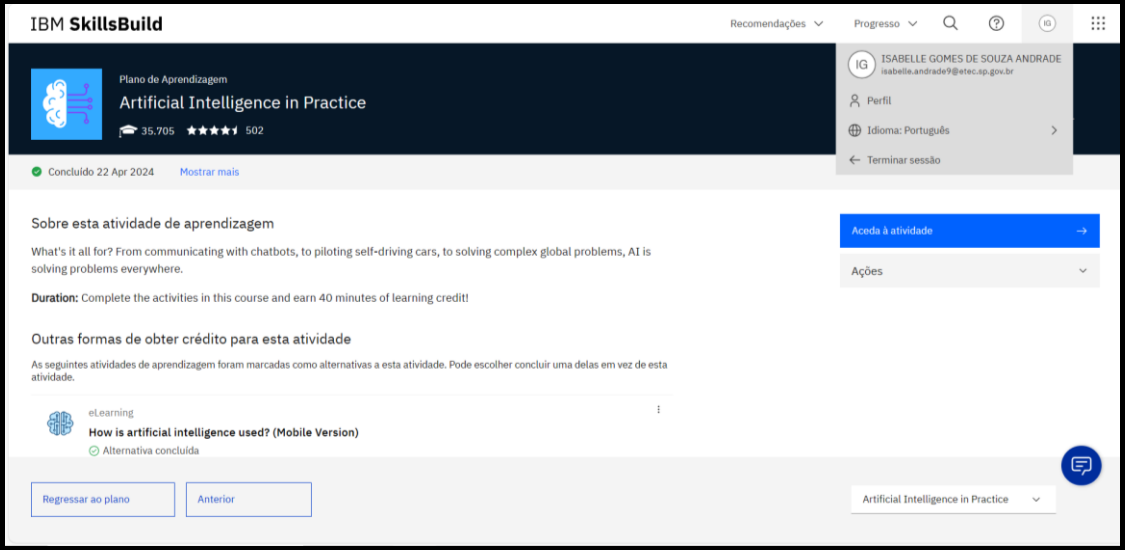 IBM SkillsBuild
Recomendações
Progresso
IG
IG
ISABELLE GOMES DE SOUZA ANDRADE
isabelle.andrade9@etec.sp.gov.br
Perfil
Idioma: Português
Terminar sessão
Plano de Aprendizagem
Artificial Intelligence in Practice
35.705 502
Concluído 22 Apr 2024 Mostrar mais
Sobre esta atividade de aprendizagem
What's it all for? From communicating with chatbots, to piloting self-driving cars, to solving complex global problems, AI is
solving problems everywhere.
Duration: Complete the activities in this course and earn 40 minutes of learning credit!
Aceda à atividade
Ações
Outras formas de obter crédito para esta atividade
As seguintes atividades de aprendizagem foram marcadas como alternativas a esta atividade. Pode escolher concluir uma delas em vez de esta
atividade.
eLearning
How is artificial intelligence used? (Mobile Version)
Alternativa concluída
Regressar ao plano
Anterior
Artificial Intelligence in Practice